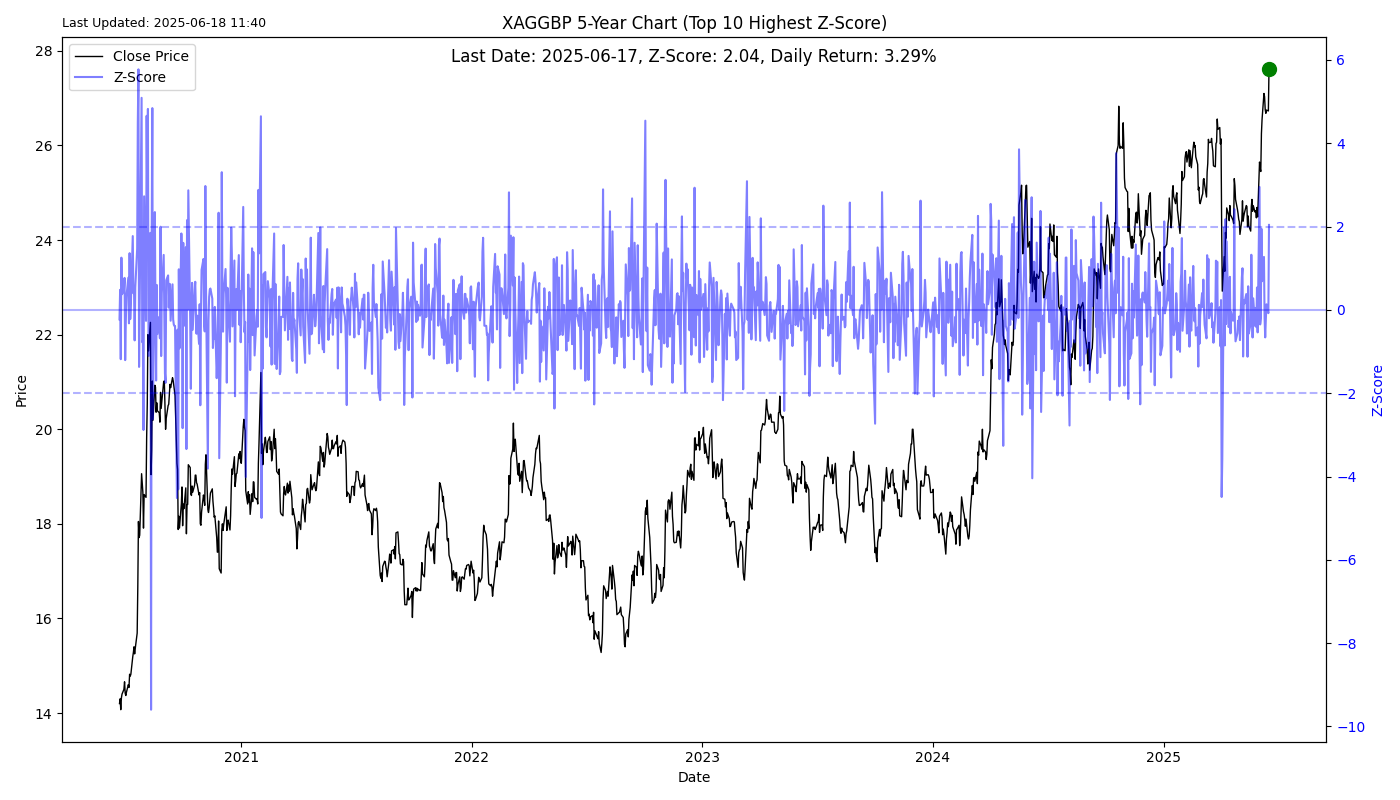 Last Updated: 2025-06-18 11:40
XAGGBP 5-Year Chart (Top 10 Highest Z-Score)
Last Date: 2025-06-17, Z-Score: 2.04, Daily Return: 3.29%
Close Price
Z-Score
Price
28
26
24
22
20
18
16
14
6
4
2
0
−2
−4
−6
−8
−10
Z-Score
2021
2022
2023
2024
2025
Date